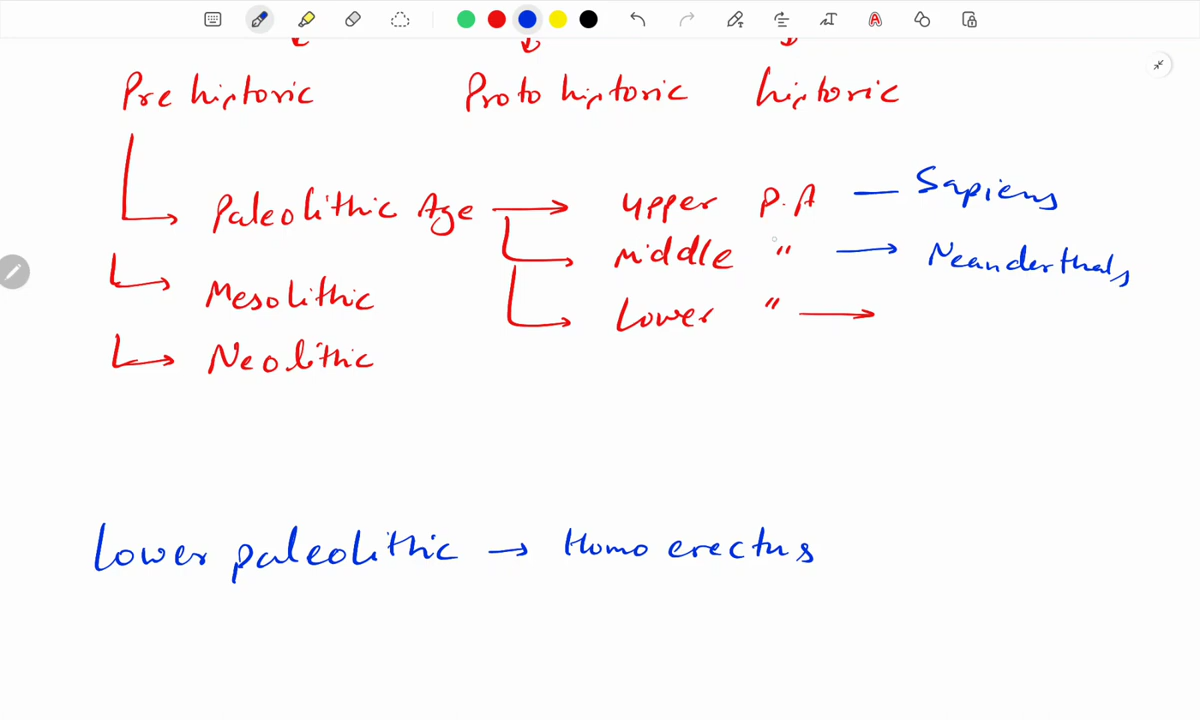 Pre historic Proto historic historic
Paleolithic Age → Upper P.A — Sapiens
Middle " → Neanderthals
Mesolithic
Lower " →
Neolithic
Lower paleolithic → Homo erectus